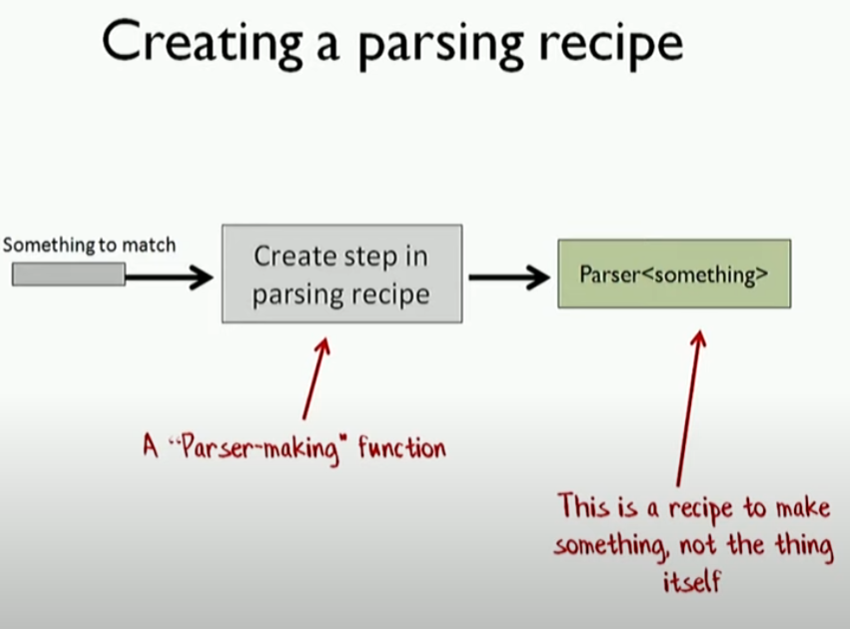 Creating a parsing recipe
Something to match
Create step in
parsing recipe
Parser<something>
A “Parser-making" function
This is a recipe to make
something, not the thing
itself